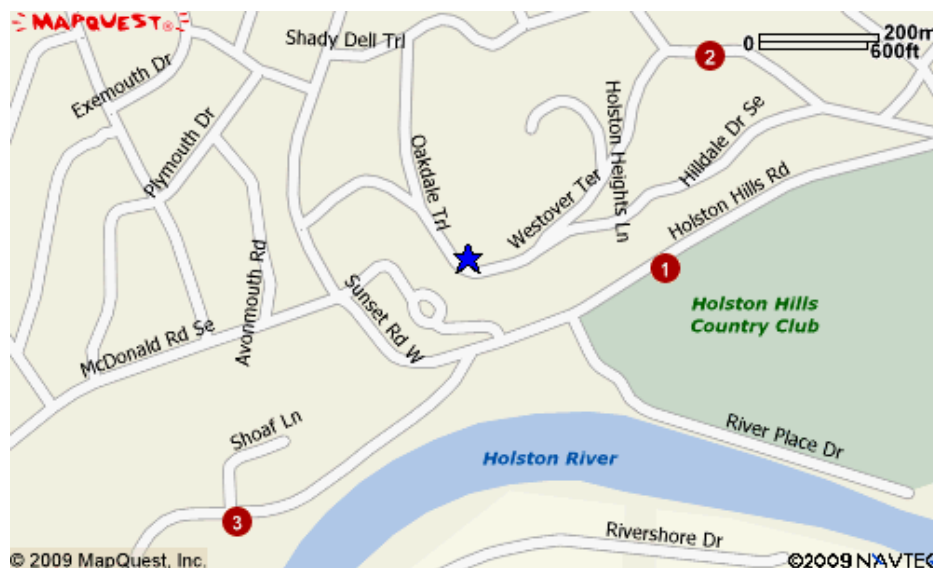 MAPQUEST®
Shady Dell Trl
0
200m
600ft
2
Exemouth Dr
Plymouth Dr
Oakdale Trl
Holston Heights Ln
Hilldale Dr Se
Westover Ter
Holston Hills Rd
Avonmouth Rd
Sunset Rd W
1
Holston Hills
Country Club
McDonald Rd Se
Shoaf Ln
River Place Dr
Holston River
3
Rivershore Dr
© 2009 MapQuest, Inc.
©2009 NAVTEQ